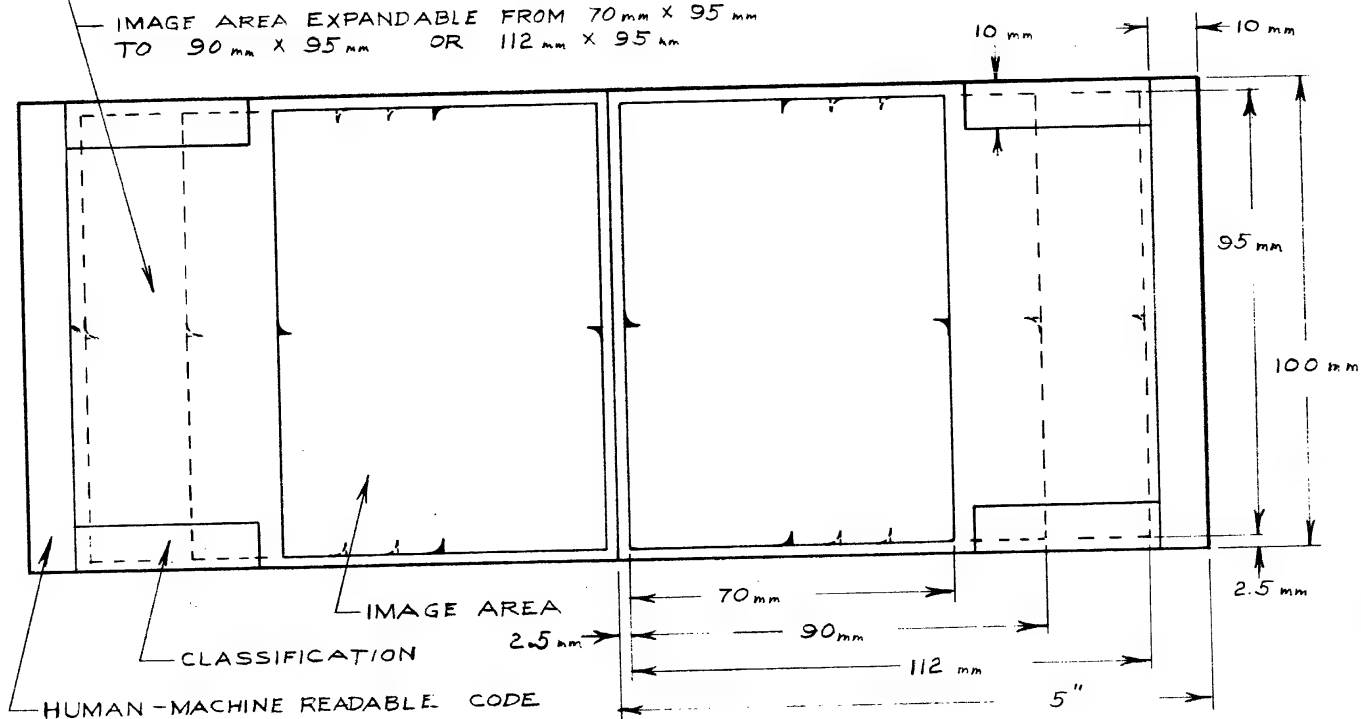 IMAGE AREA EXPANDABLE FROM 70 mm X 95 mm
TO 90 mm X 95 mm OR 112 mm X 95 mm
10 mm
10 mm
95 mm
100 mm
2.5 mm
IMAGE AREA
70 mm
2.5 mm
90 mm
CLASSIFICATION
112 mm
5"
HUMAN-MACHINE READABLE CODE